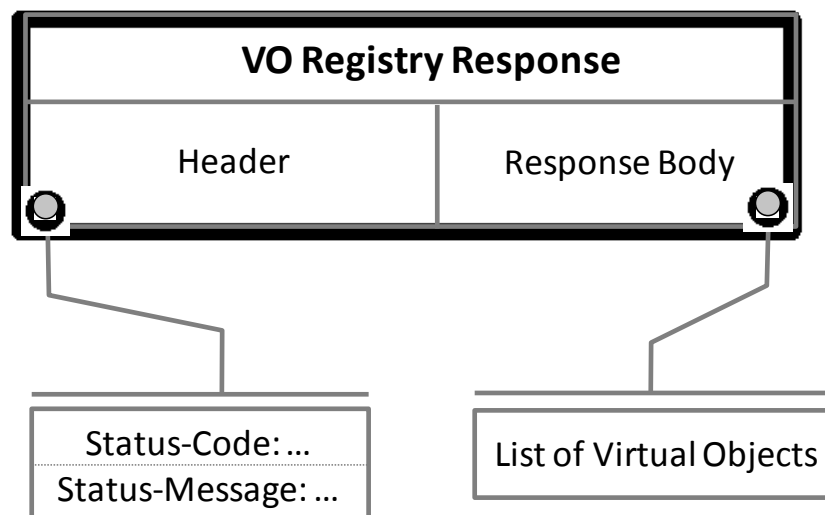 VO Registry Response
Header
Response Body
Status-Code: ...
Status-Message: ...
List of Virtual Objects